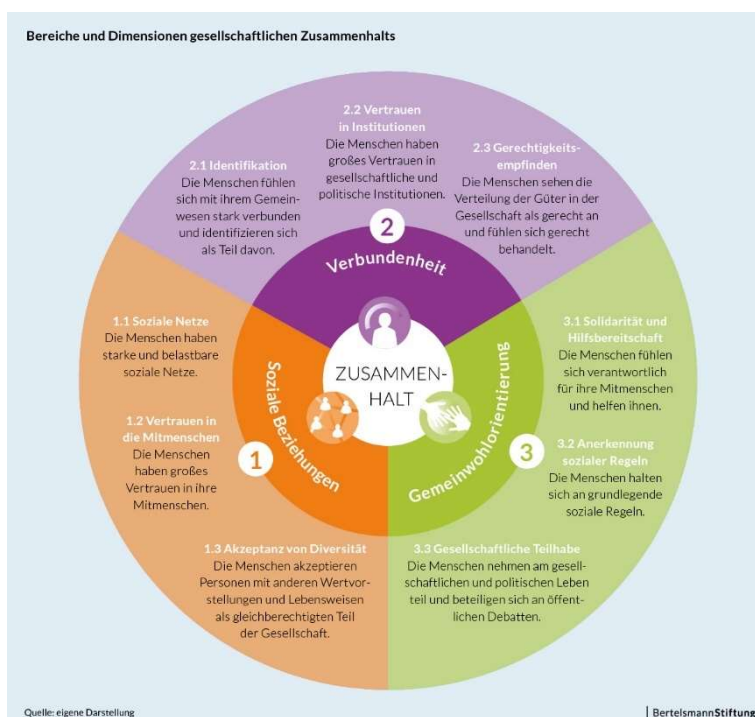 Bereiche und Dimensionen gesellschaftlichen Zusammenhalts
1.1 Soziale Netze
Die Menschen haben
starke und belastbare
soziale Netze.
1.2 Vertrauen in
die Mitmenschen
Die Menschen
haben großes
Vertrauen in ihre
Mitmenschen.
1.3 Akzeptanz von Diversität
Die Menschen akzeptieren
Personen mit anderen Wertvor-
stellungen und Lebensweisen
als gleichberechtigten Teil
der Gesellschaft.
2.1 Identifikation
Die Menschen fühlen
sich mit ihrem Gemein-
wesen stark verbunden
und identifizieren sich
als Teil davon.
2.2 Vertrauen
in Institutionen
Die Menschen haben
großes Vertrauen in
gesellschaftliche und
politische Institutionen.
2.3 Gerechtigkeits-
empfinden
Die Menschen sehen die
Verteilung der Güter in der
Gesellschaft als gerecht an
und fühlen sich gerecht
behandelt.
3.1 Solidarität und
Hilfsbereitschaft
Die Menschen fühlen
sich verantwortlich
für ihre Mitmenschen
und helfen ihnen.
3.2 Anerkennung
sozialer Regeln
Die Menschen halten
sich an grundlegende
soziale Regeln.
3.3 Gesellschaftliche Teilhabe
Die Menschen nehmen am gesell-
schaftlichen und politischen Leben
teil und beteiligen sich an öffent-
lichen Debatten.
1
Soziale Beziehungen
2
Verbundenheit
3
Gemeinwohlorientierung
ZUSAMMEN-
HALT
Quelle: eigene Darstellung
BertelsmannStiftung